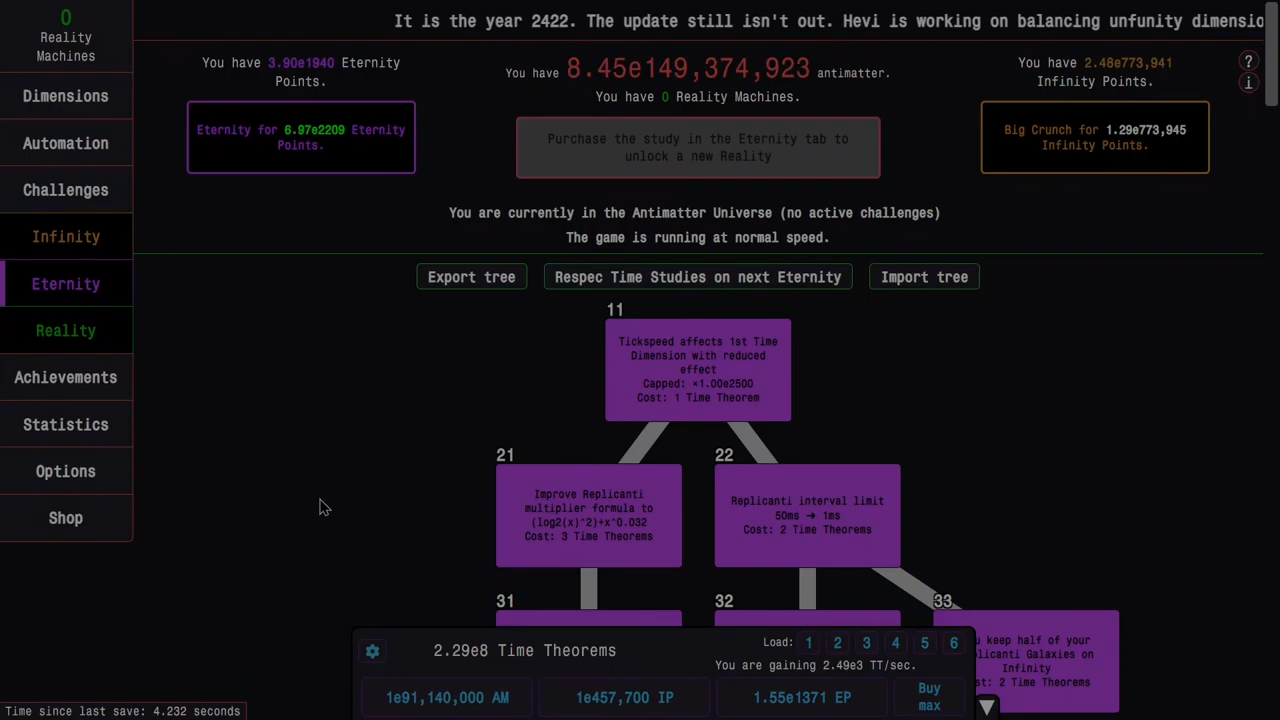 0
Reality
Machines
Dimensions
Automation
Challenges
Infinity
Eternity
Reality
Achievements
Statistics
Options
Shop
It is the year 2422. The update still isn't out. Hevi is working on balancing unfunity dimensio
You have 3.90e1940 Eternity
Points.
Eternity for 6.97e2209 Eternity
Points.
You have 8.45e149,374,923 antimatter.
You have 0 Reality Machines.
Purchase the study in the Eternity tab to
unlock a new Reality
You have 2.48e773,941
Infinity Points.
Big Crunch for 1.29e773,945
Infinity Points.
?
i
You are currently in the Antimatter Universe (no active challenges)
The game is running at normal speed.
Export tree
Respec Time Studies on next Eternity
Import tree
11
Tickspeed affects 1st Time
Dimension with reduced
effect
Capped: ×1.00e2500
Cost: 1 Time Theorem
21
Improve Replicanti
multiplier formula to
(log2(x)^2)+x^0.032
Cost: 3 Time Theorems
22
Replicanti interval limit
50ms → 1ms
Cost: 2 Time Theorems
31
32
33
keep half of your
Galaxies on
Infinity
2 Time Theorems
2.29e8 Time Theorems
Load: 1 2 3 4 5 6
You are gaining 2.49e3 TT/sec.
1e91,140,000 AM
1e457,700 IP
1.55e1371 EP
Buy
max
▼
Time since last save: 4.232 seconds